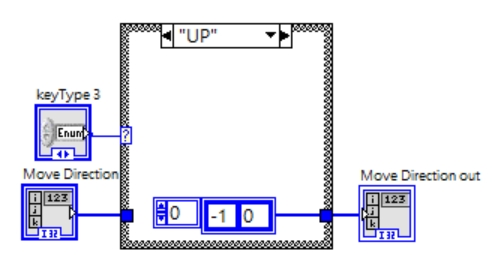 "UP"
keyType 3
Enum
?
Move Direction
i 123
j
k
I32
0
-1 0
Move Direction out
i 123
j
k
I32